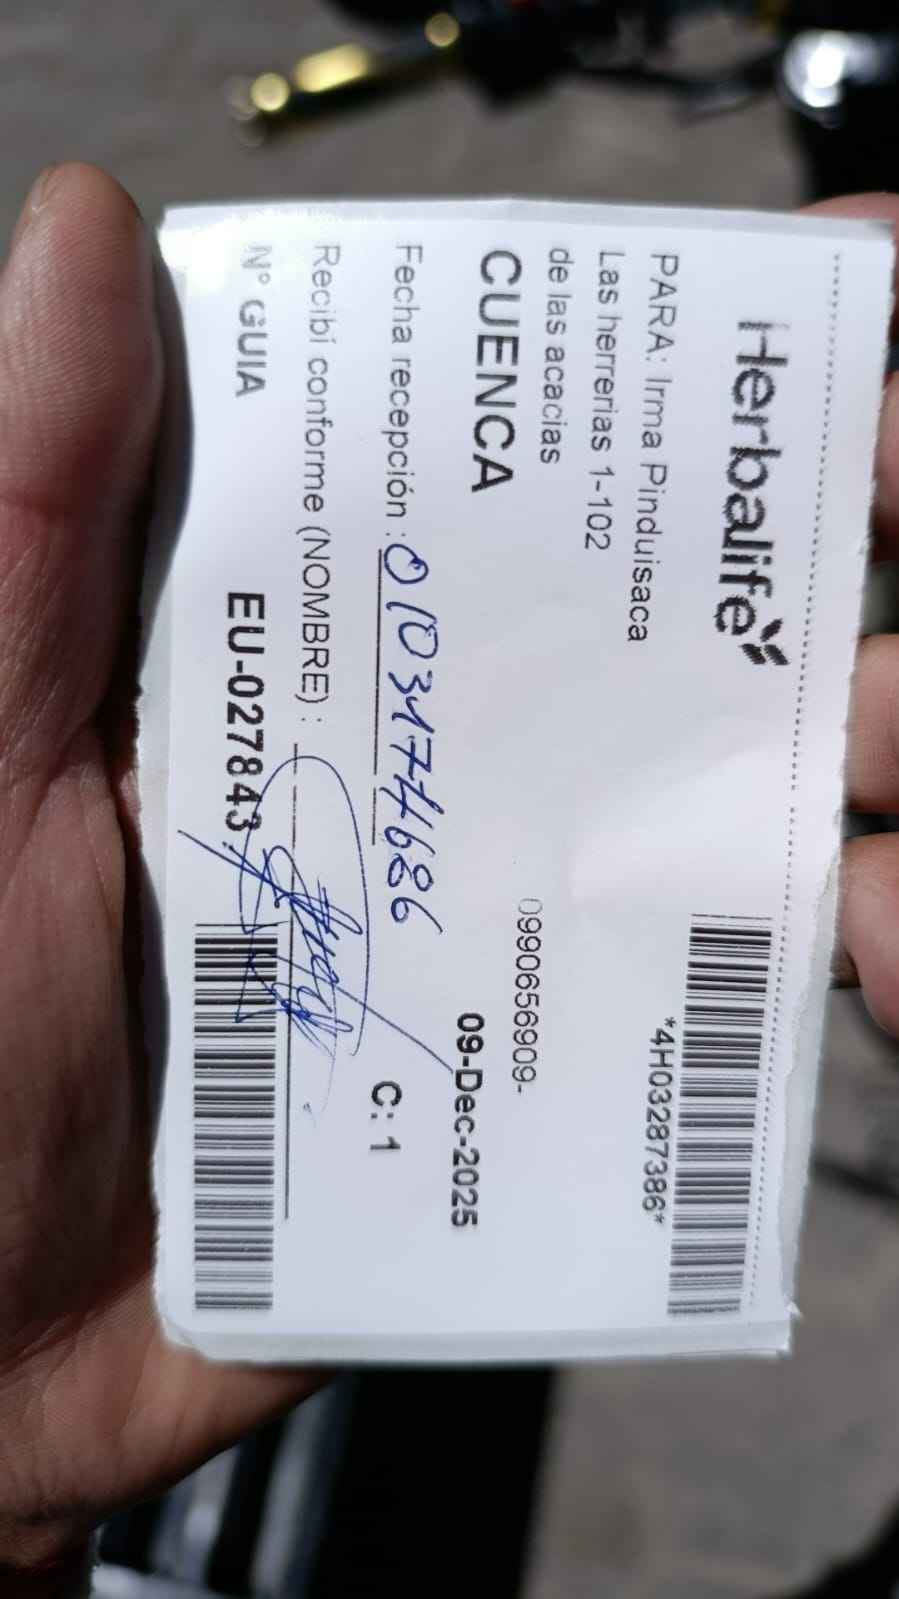 Herbalife
*4H03287386*
PARA: Irma Pinduisaca
Las herrerias 1-102
de las acacias
0990656909-
CUENCA
09-Dec-2025
Fecha recepción : 0103174686
C: 1
Recibí conforme (NOMBRE) :
Nº GUIA EU-027843